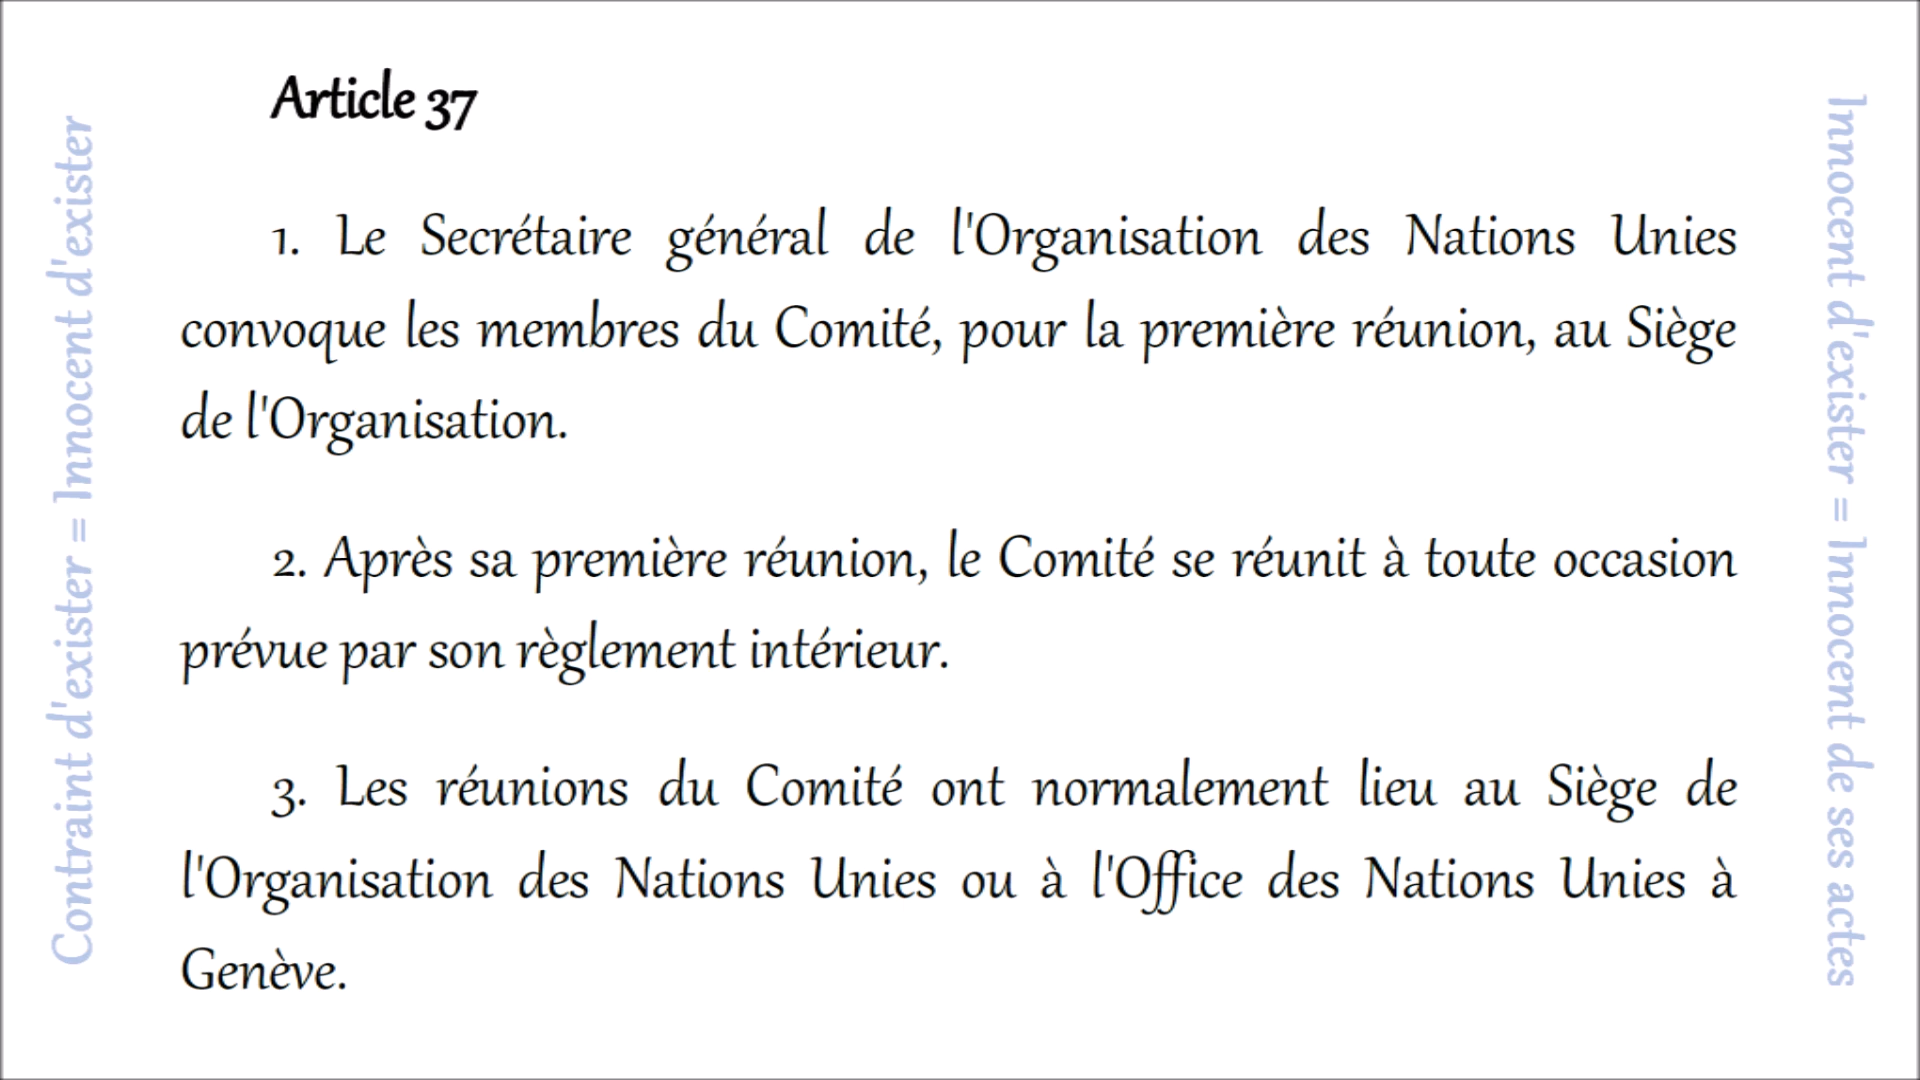 Article 37
1. Le Secrétaire général de l'Organisation des Nations Unies
convoque les membres du Comité, pour la première réunion, au Siège
de l'Organisation.
2. Après sa première réunion, le Comité se réunit à toute occasion
prévue par son règlement intérieur.
3. Les réunions du Comité ont normalement lieu au Siège de
l'Organisation des Nations Unies ou à l'Office des Nations Unies à
Genève.
Contraint d'exister = Innocent d'exister
Innocent d'exister = Innocent de ses actes